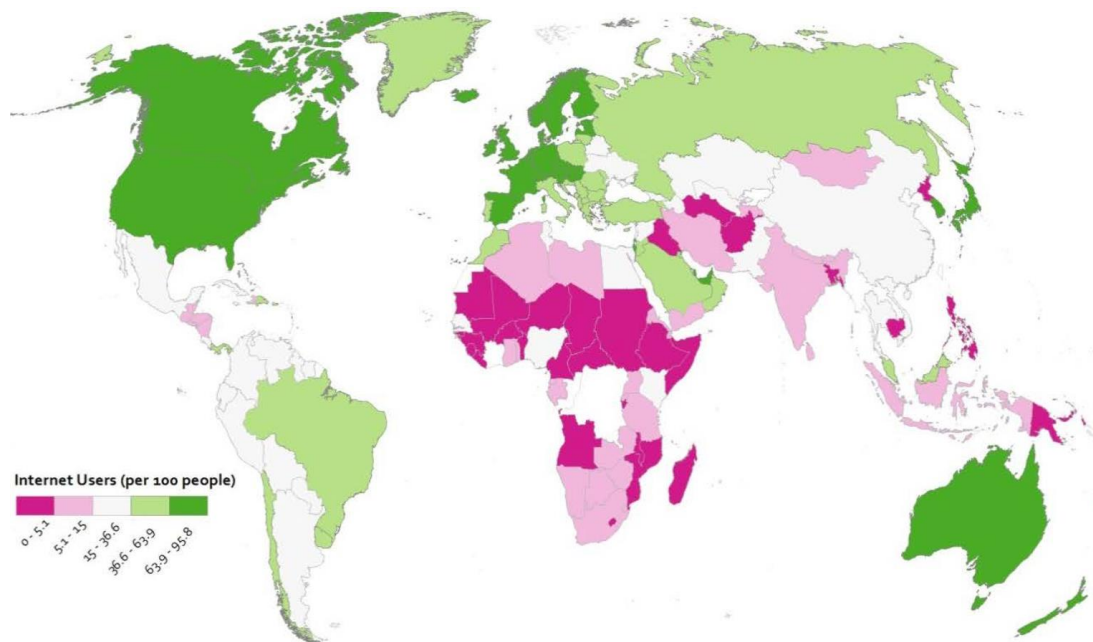 Internet Users (per 100 people)
0 - 5.1
5.1 - 15
15 - 36.6
36.6 - 63.9
63.9 - 95.8